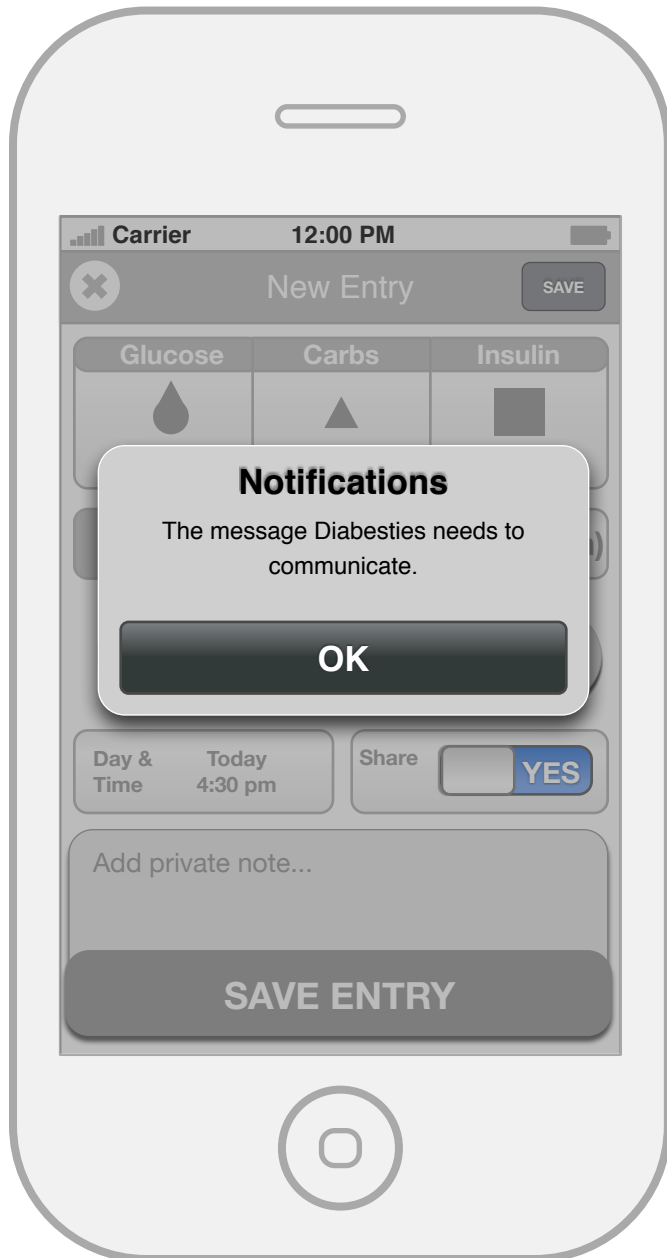 Carrier 12:00 PM
New Entry SAVE
Glucose Carbs Insulin
Notifications
The message Diabesties needs to
communicate.
OK
Day & Today
Time 4:30 pm
Share YES
Add private note...
SAVE ENTRY